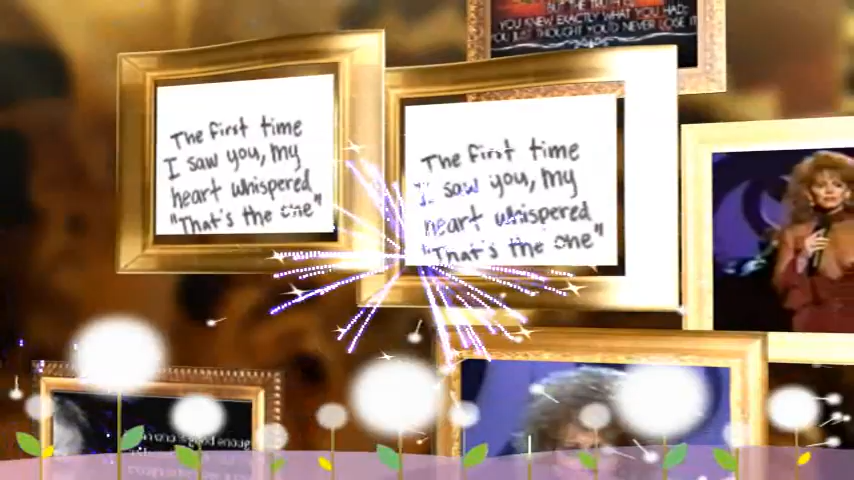 BUT THE TRUTH IS
YOU KNEW EXACTLY WHAT YOU HAD;
YOU JUST THOUGHT YOU'D NEVER LOSE IT
The first time
I saw you, my
heart whispered
"That's the one"
The first time
I saw you, my
heart whispered
"That's the one"